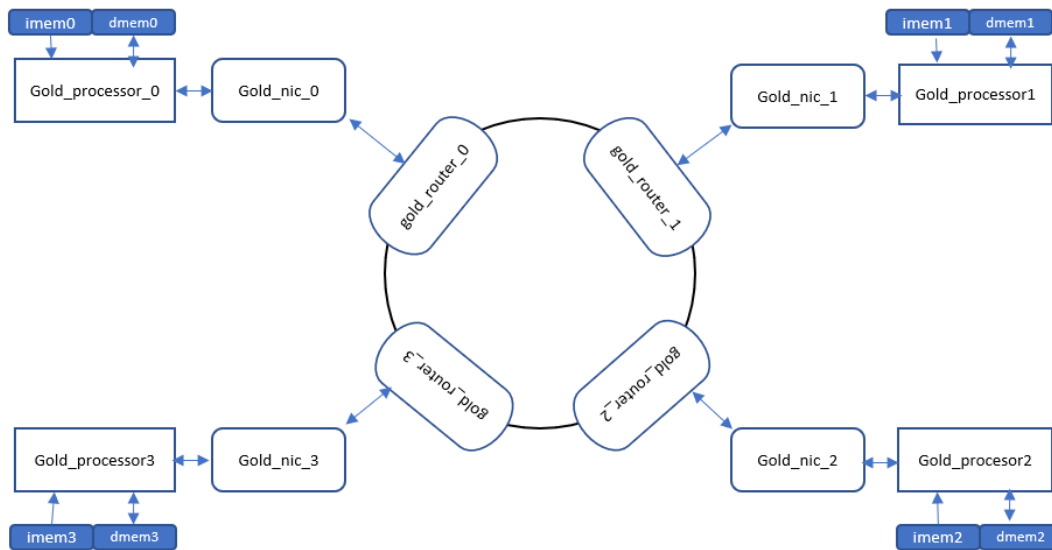 imem0
dmem0
imem1
dmem1
Gold_processor_0
Gold_nic_0
Gold_nic_1
Gold_processor1
gold_router_0
gold_router_1
gold_router_3
gold_router_2
Gold_processor3
Gold_nic_3
Gold_nic_2
Gold_procesor2
imem3
dmem3
imem2
dmem2